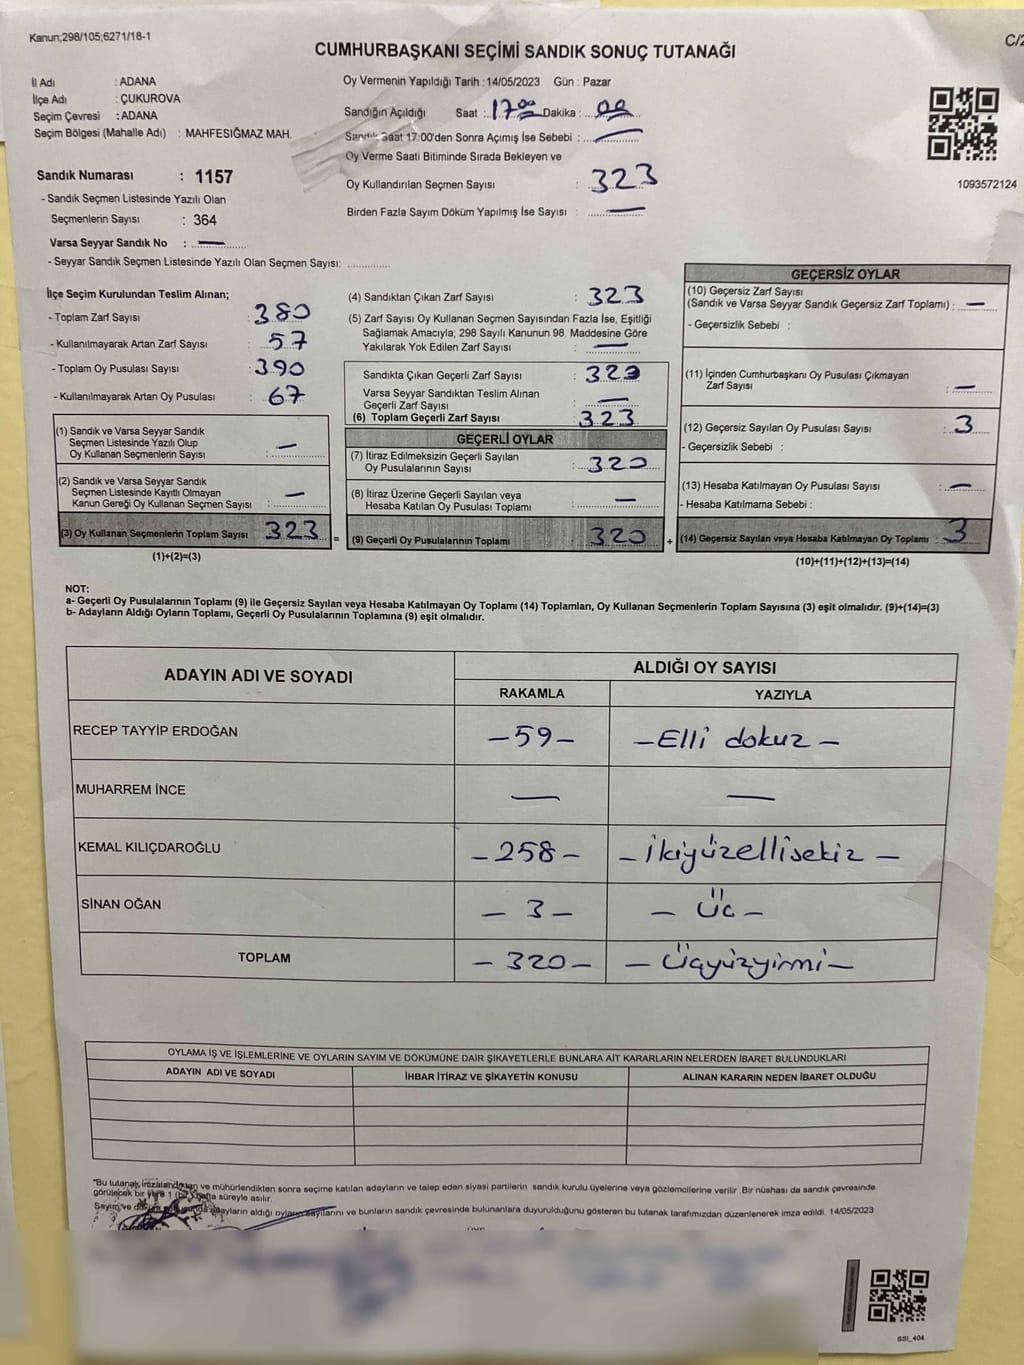 Kanun;298/105;6271/18-1
CUMHURBAŞKANI SEÇİMİ SANDIK SONUÇ TUTANAĞI
C/2
İl Adı : ADANA
İlçe Adı : ÇUKUROVA
Seçim Çevresi : ADANA
Seçim Bölgesi (Mahalle Adı) : MAHFESIĞMAZ MAH.
Oy Vermenin Yapıldığı Tarih : 14/05/2023 Gün : Pazar
Sandığın Açıldığı Saat : 17 00 Dakika : 00
Sandık Saat 17:00'den Sonra Açımış İse Sebebi : —
Oy Verme Saati Bitiminde Sırada Bekleyen ve
Oy Kullandırılan Seçmen Sayısı : 323
Birden Fazla Sayım Döküm Yapılmış İse Sayısı : —
1093572124
Sandık Numarası : 1157
- Sandık Seçmen Listesinde Yazılı Olan
Seçmenlerin Sayısı : 364
Varsa Seyyar Sandık No : —
- Seyyar Sandık Seçmen Listesinde Yazılı Olan Seçmen Sayısı: ............
İlçe Seçim Kurulundan Teslim Alınan;
- Toplam Zarf Sayısı : 380
- Kullanılmayarak Artan Zarf Sayısı : 57
- Toplam Oy Pusulası Sayısı : 390
- Kullanılmayarak Artan Oy Pusulası : 67
(1) Sandık ve Varsa Seyyar Sandık
Seçmen Listesinde Yazılı Olup
Oy Kullanan Seçmenlerin Sayısı : —
(2) Sandık ve Varsa Seyyar Sandık
Seçmen Listesinde Kayıtlı Olmayan
Kanun Gereği Oy Kullanan Seçmen Sayısı : —
(3) Oy Kullanan Seçmenlerin Toplam Sayısı 323 =
(1)+(2)=(3)
(4) Sandıktan Çıkan Zarf Sayısı : 323
(5) Zarf Sayısı Oy Kullanan Seçmen Sayısından Fazla İse, Eşitliği
Sağlamak Amacıyla; 298 Sayılı Kanunun 98. Maddesine Göre
Yakılarak Yok Edilen Zarf Sayısı : —
Sandıkta Çıkan Geçerli Zarf Sayısı : 323
Varsa Seyyar Sandıktan Teslim Alınan
Geçerli Zarf Sayısı : —
(6) Toplam Geçerli Zarf Sayısı : 323
GEÇERLİ OYLAR
(7) İtiraz Edilmeksizin Geçerli Sayılan
Oy Pusulalarının Sayısı : 320
(8) İtiraz Üzerine Geçerli Sayılan veya
Hesaba Katılan Oy Pusulası Toplamı : —
(9) Geçerli Oy Pusulalarının Toplamı : 320 +
GEÇERSİZ OYLAR
(10) Geçersiz Zarf Sayısı
(Sandık ve Varsa Seyyar Sandık Geçersiz Zarf Toplamı) : —
- Geçersizlik Sebebi :
(11) İçinden Cumhurbaşkanı Oy Pusulası Çıkmayan
Zarf Sayısı : —
(12) Geçersiz Sayılan Oy Pusulası Sayısı : 3
- Geçersizlik Sebebi :
(13) Hesaba Katılmayan Oy Pusulası Sayısı : —
- Hesaba Katılmama Sebebi :
(14) Geçersiz Sayılan veya Hesaba Katılmayan Oy Toplamı : 3
(10)+(11)+(12)+(13)=(14)
NOT:
a- Geçerli Oy Pusulalarının Toplamı (9) ile Geçersiz Sayılan veya Hesaba Katılmayan Oy Toplamı (14) Toplamları, Oy Kullanan Seçmenlerin Toplam Sayısına (3) eşit olmalıdır. (9)+(14)=(3)
b- Adayların Aldığı Oyların Toplamı, Geçerli Oy Pusulalarının Toplamına (9) eşit olmalıdır.
ADAYIN ADI VE SOYADI
ALDIĞI OY SAYISI
RAKAMLA YAZIYLA
RECEP TAYYİP ERDOĞAN —59— —Elli dokuz—
MUHARREM İNCE — —
KEMAL KILIÇDAROĞLU —258— —İkiyüzellisekiz—
SİNAN OĞAN —3— —Üç—
TOPLAM —320— —Üçyüzyirmi—
OYLAMA İŞ VE İŞLEMLERİNE VE OYLARIN SAYIM VE DÖKÜMÜNE DAİR ŞİKAYETLERLE BUNLARA AİT KARARLARIN NELERDEN İBARET BULUNDUKLARI
ADAYIN ADI VE SOYADI İHBAR İTİRAZ VE ŞİKAYETİN KONUSU ALINAN KARARIN NEDEN İBARET OLDUĞU
"Bu tutanak, imzalandıktan ve mühürlendikten sonra seçime katılan adayların ve talep eden siyasi partilerin sandık kurulu üyelerine veya gözlemcilerine verilir .Bir nüshası da sandık çevresinde
görülecek bir yere 1 (bir) hafta süreyle asılır.
Sayım ve adayların aldığı oyların sayılarını ve bunların sandık çevresinde bulunanlara duyurulduğunu gösteren bu tutanak tarafımızdan düzenlenerek imza edildi. 14/05/2023
SSI_404